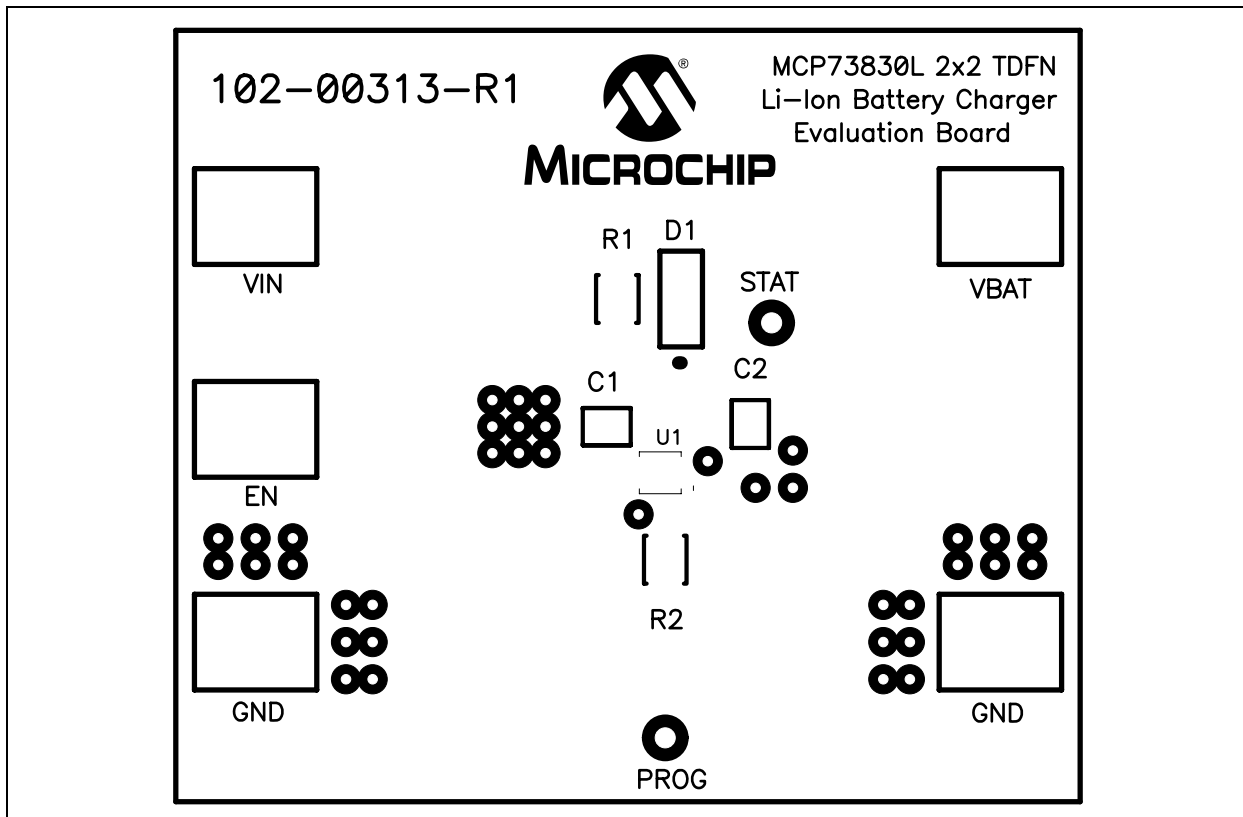 102-00313-R1
®
MICROCHIP
MCP73830L 2x2 TDFN
Li-Ion Battery Charger
Evaluation Board
VIN
R1
D1
STAT
VBAT
C1
C2
U1
EN
R2
GND
GND
PROG